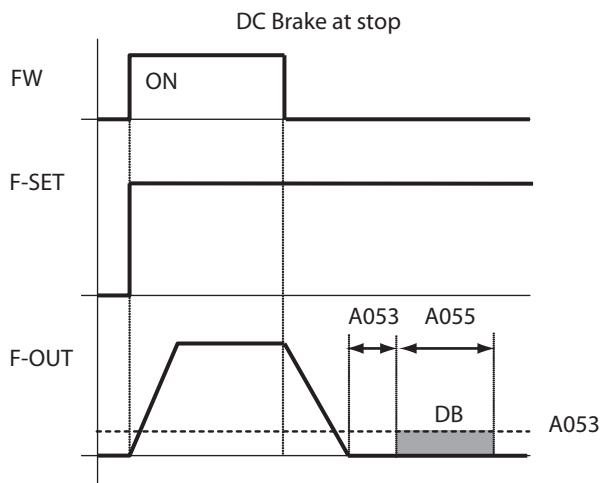 DC Brake at stop
FW
ON
F-SET
A053 A055
F-OUT
DB
A053